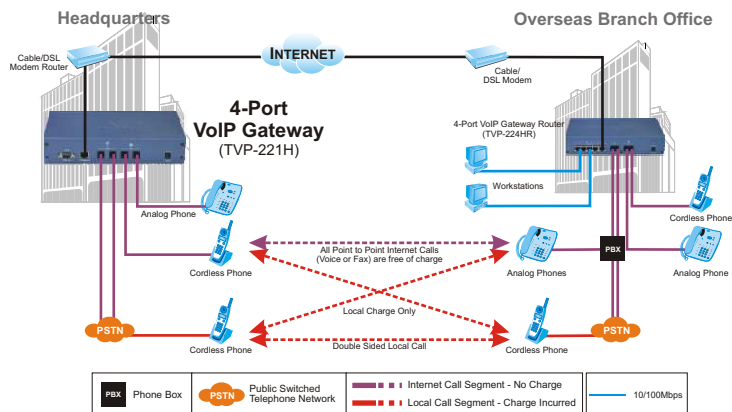 Headquarters
Overseas Branch Office
Cable/DSL
Modem Router
INTERNET
Cable/
DSL Modem
4-Port
VoIP Gateway
(TVP-221H)
4-Port VoIP Gateway Router
(TVP-224HR)
Workstations
Analog Phone
Cordless Phone
All Point to Point Internet Calls
(Voice or Fax) are free of charge
Cordless Phone
Analog Phones
PBX
Analog Phone
Local Charge Only
PSTN
Cordless Phone
Double Sided Local Call
Cordless Phone
PSTN
PBX
Phone Box
PSTN
Public Switched
Telephone Network
Internet Call Segment - No Charge
Local Call Segment - Charge Incurred
10/100Mbps